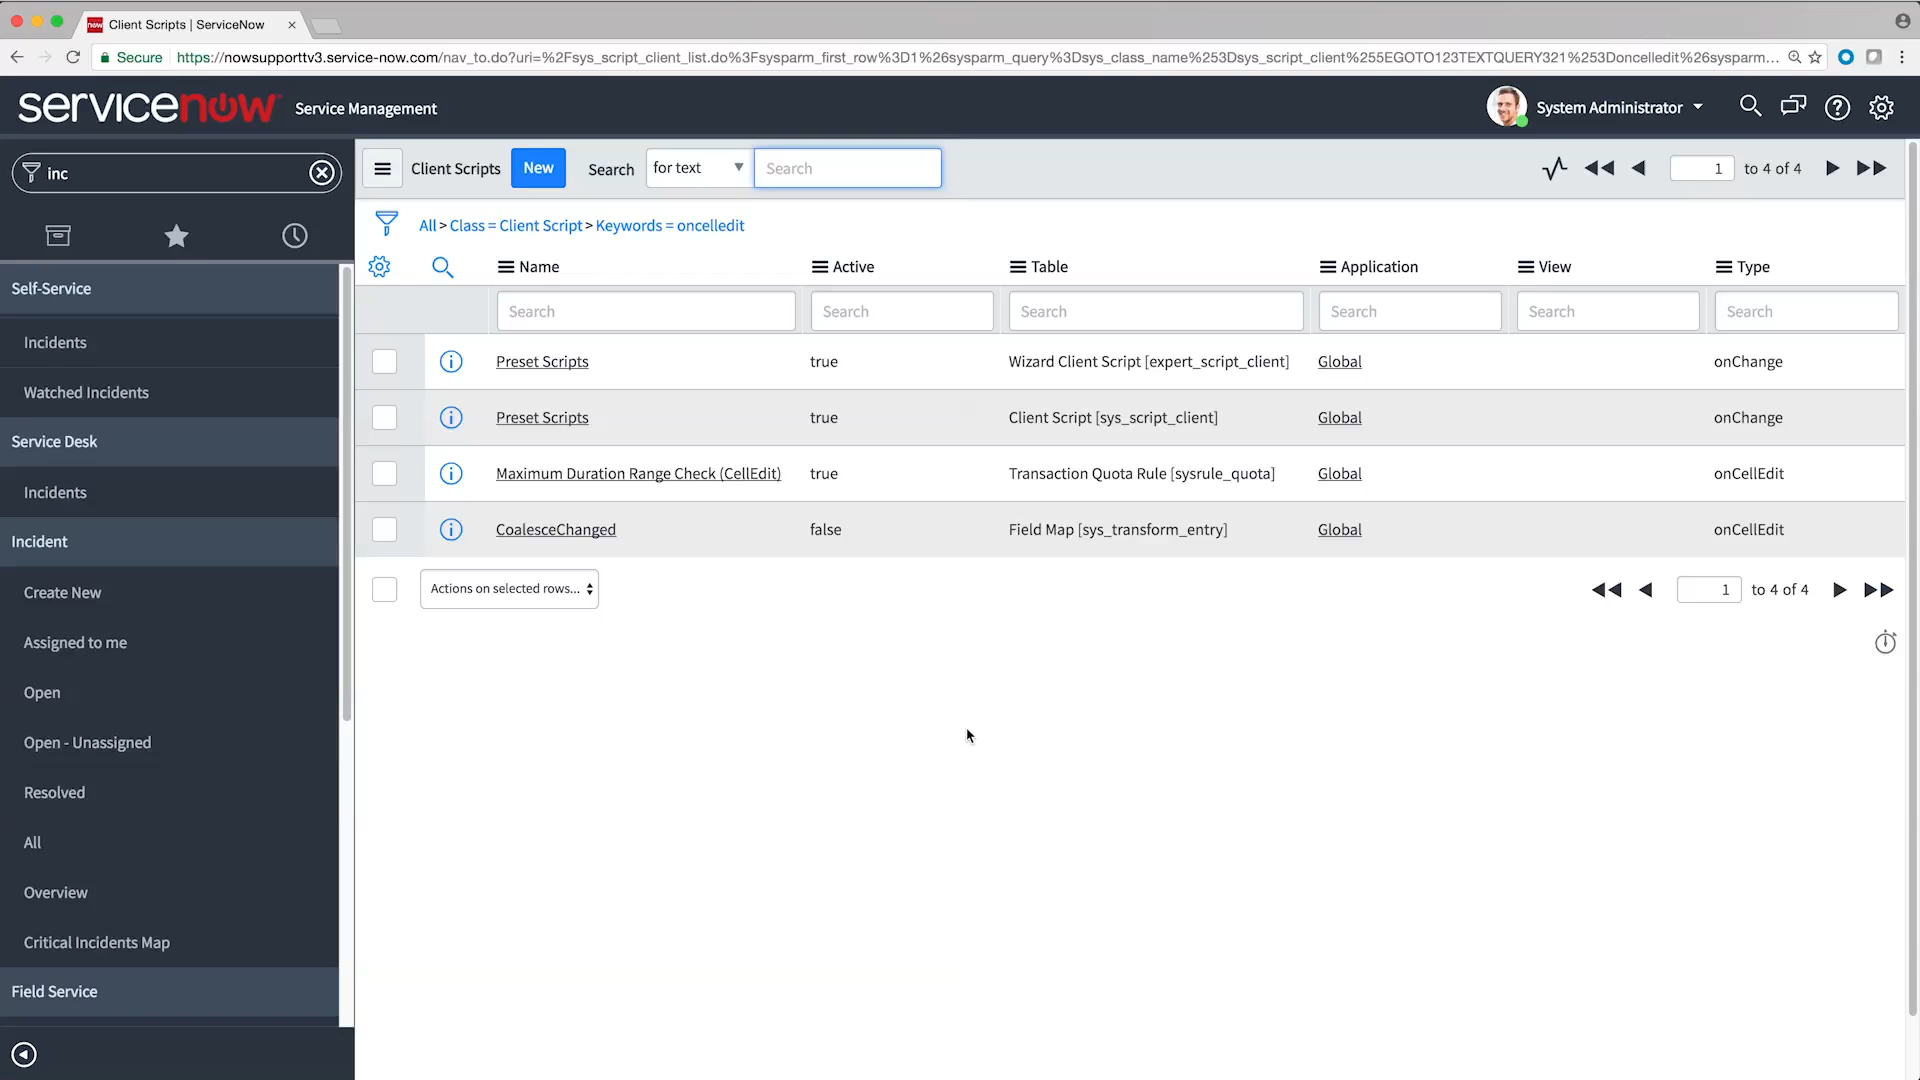 now Client Scripts | ServiceNow
Secure https://nowsupporttv3.service-now.com/nav_to.do?uri=%2Fsys_script_client_list.do%3Fsysparm_first_row%3D1%26sysparm_query%3Dsys_class_name%253Dsys_script_client%255EGOTO123TEXTQUERY321%253Doncelledit%26sysparm...
servicenow Service Management System Administrator
inc
Client Scripts New Search for text Search 1 to 4 of 4
All > Class = Client Script > Keywords = oncelledit
Name Active Table Application View Type
Search Search Search Search Search Search
Preset Scripts true Wizard Client Script [expert_script_client] Global onChange
Preset Scripts true Client Script [sys_script_client] Global onChange
Maximum Duration Range Check (CellEdit) true Transaction Quota Rule [sysrule_quota] Global onCellEdit
CoalesceChanged false Field Map [sys_transform_entry] Global onCellEdit
Actions on selected rows... 1 to 4 of 4
Self-Service
Incidents
Watched Incidents
Service Desk
Incidents
Incident
Create New
Assigned to me
Open
Open - Unassigned
Resolved
All
Overview
Critical Incidents Map
Field Service